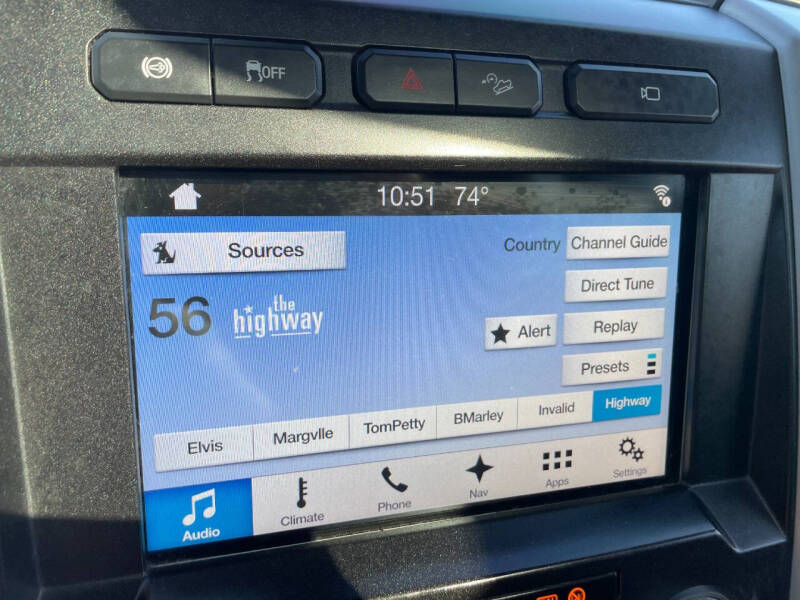 OFF
10:51 74°
Sources
Country
Channel Guide
Direct Tune
56
the
highway
Alert
Replay
Presets
Elvis
Margvlle
TomPetty
BMarley
Invalid
Highway
Audio
Climate
Phone
Nav
Apps
Settings